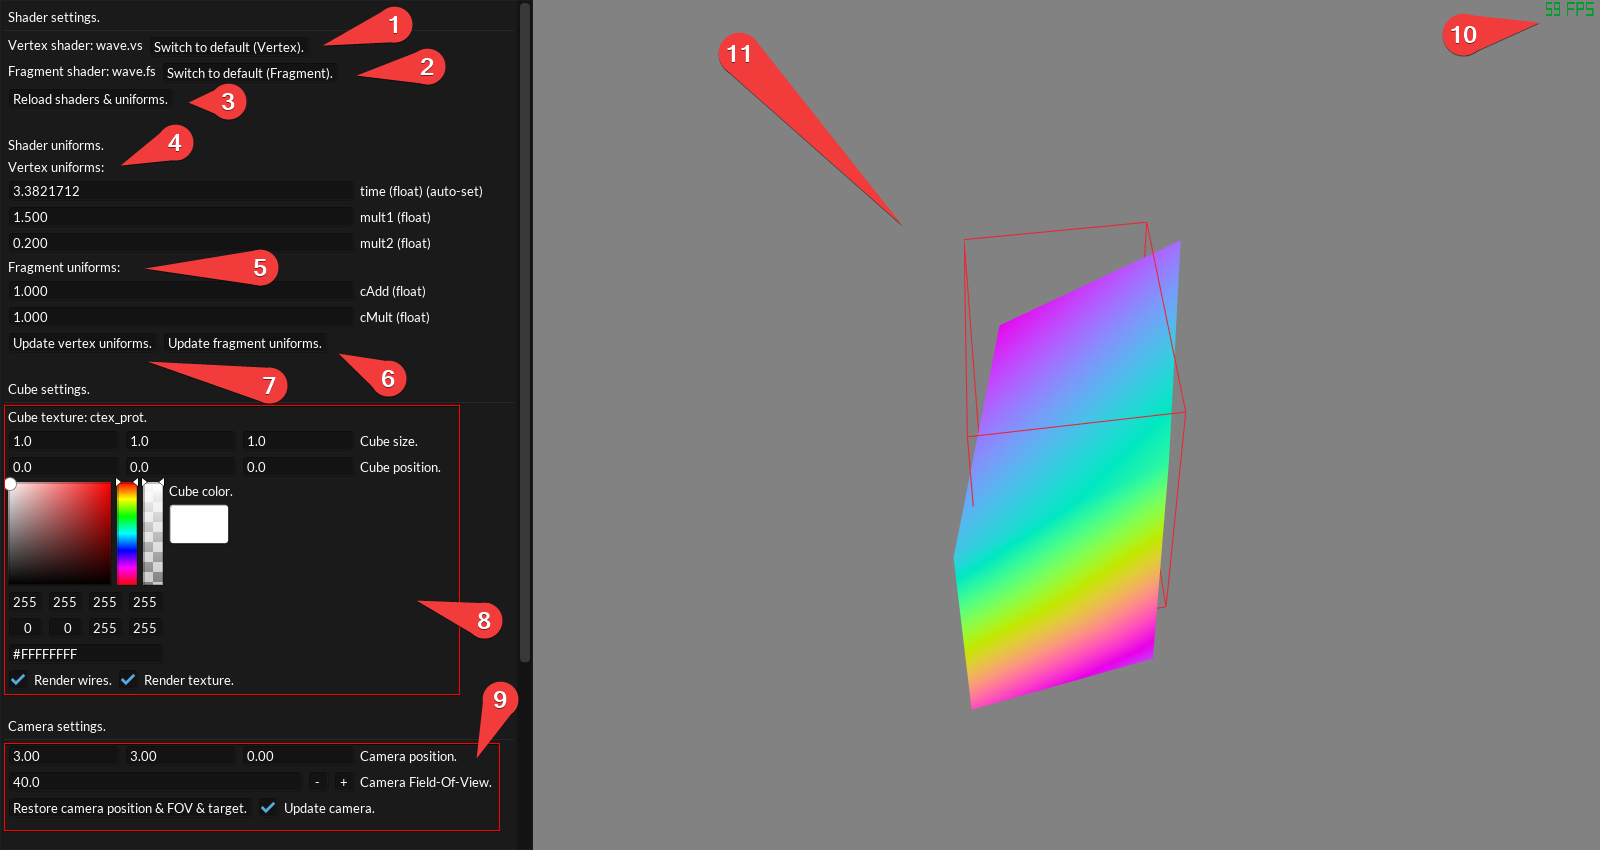 Shader settings.
Vertex shader: wave.vs Switch to default (Vertex). 1
Fragment shader: wave.fs Switch to default (Fragment). 2
Reload shaders & uniforms. 3
Shader uniforms. 4
Vertex uniforms:
3.3821712 time (float) (auto-set)
1.500 mult1 (float)
0.200 mult2 (float)
Fragment uniforms: 5
1.000 cAdd (float)
1.000 cMult (float)
Update vertex uniforms. Update fragment uniforms.
7 6
Cube settings.
Cube texture: ctex_prot.
1.0 1.0 1.0 Cube size.
0.0 0.0 0.0 Cube position.
Cube color.
255 255 255 255
0 0 255 255
8
#FFFFFFFF
Render wires. Render texture.
9
Camera settings.
3.00 3.00 0.00 Camera position.
40.0 - + Camera Field-Of-View.
Restore camera position & FOV & target. Update camera.
59 FPS
10
11